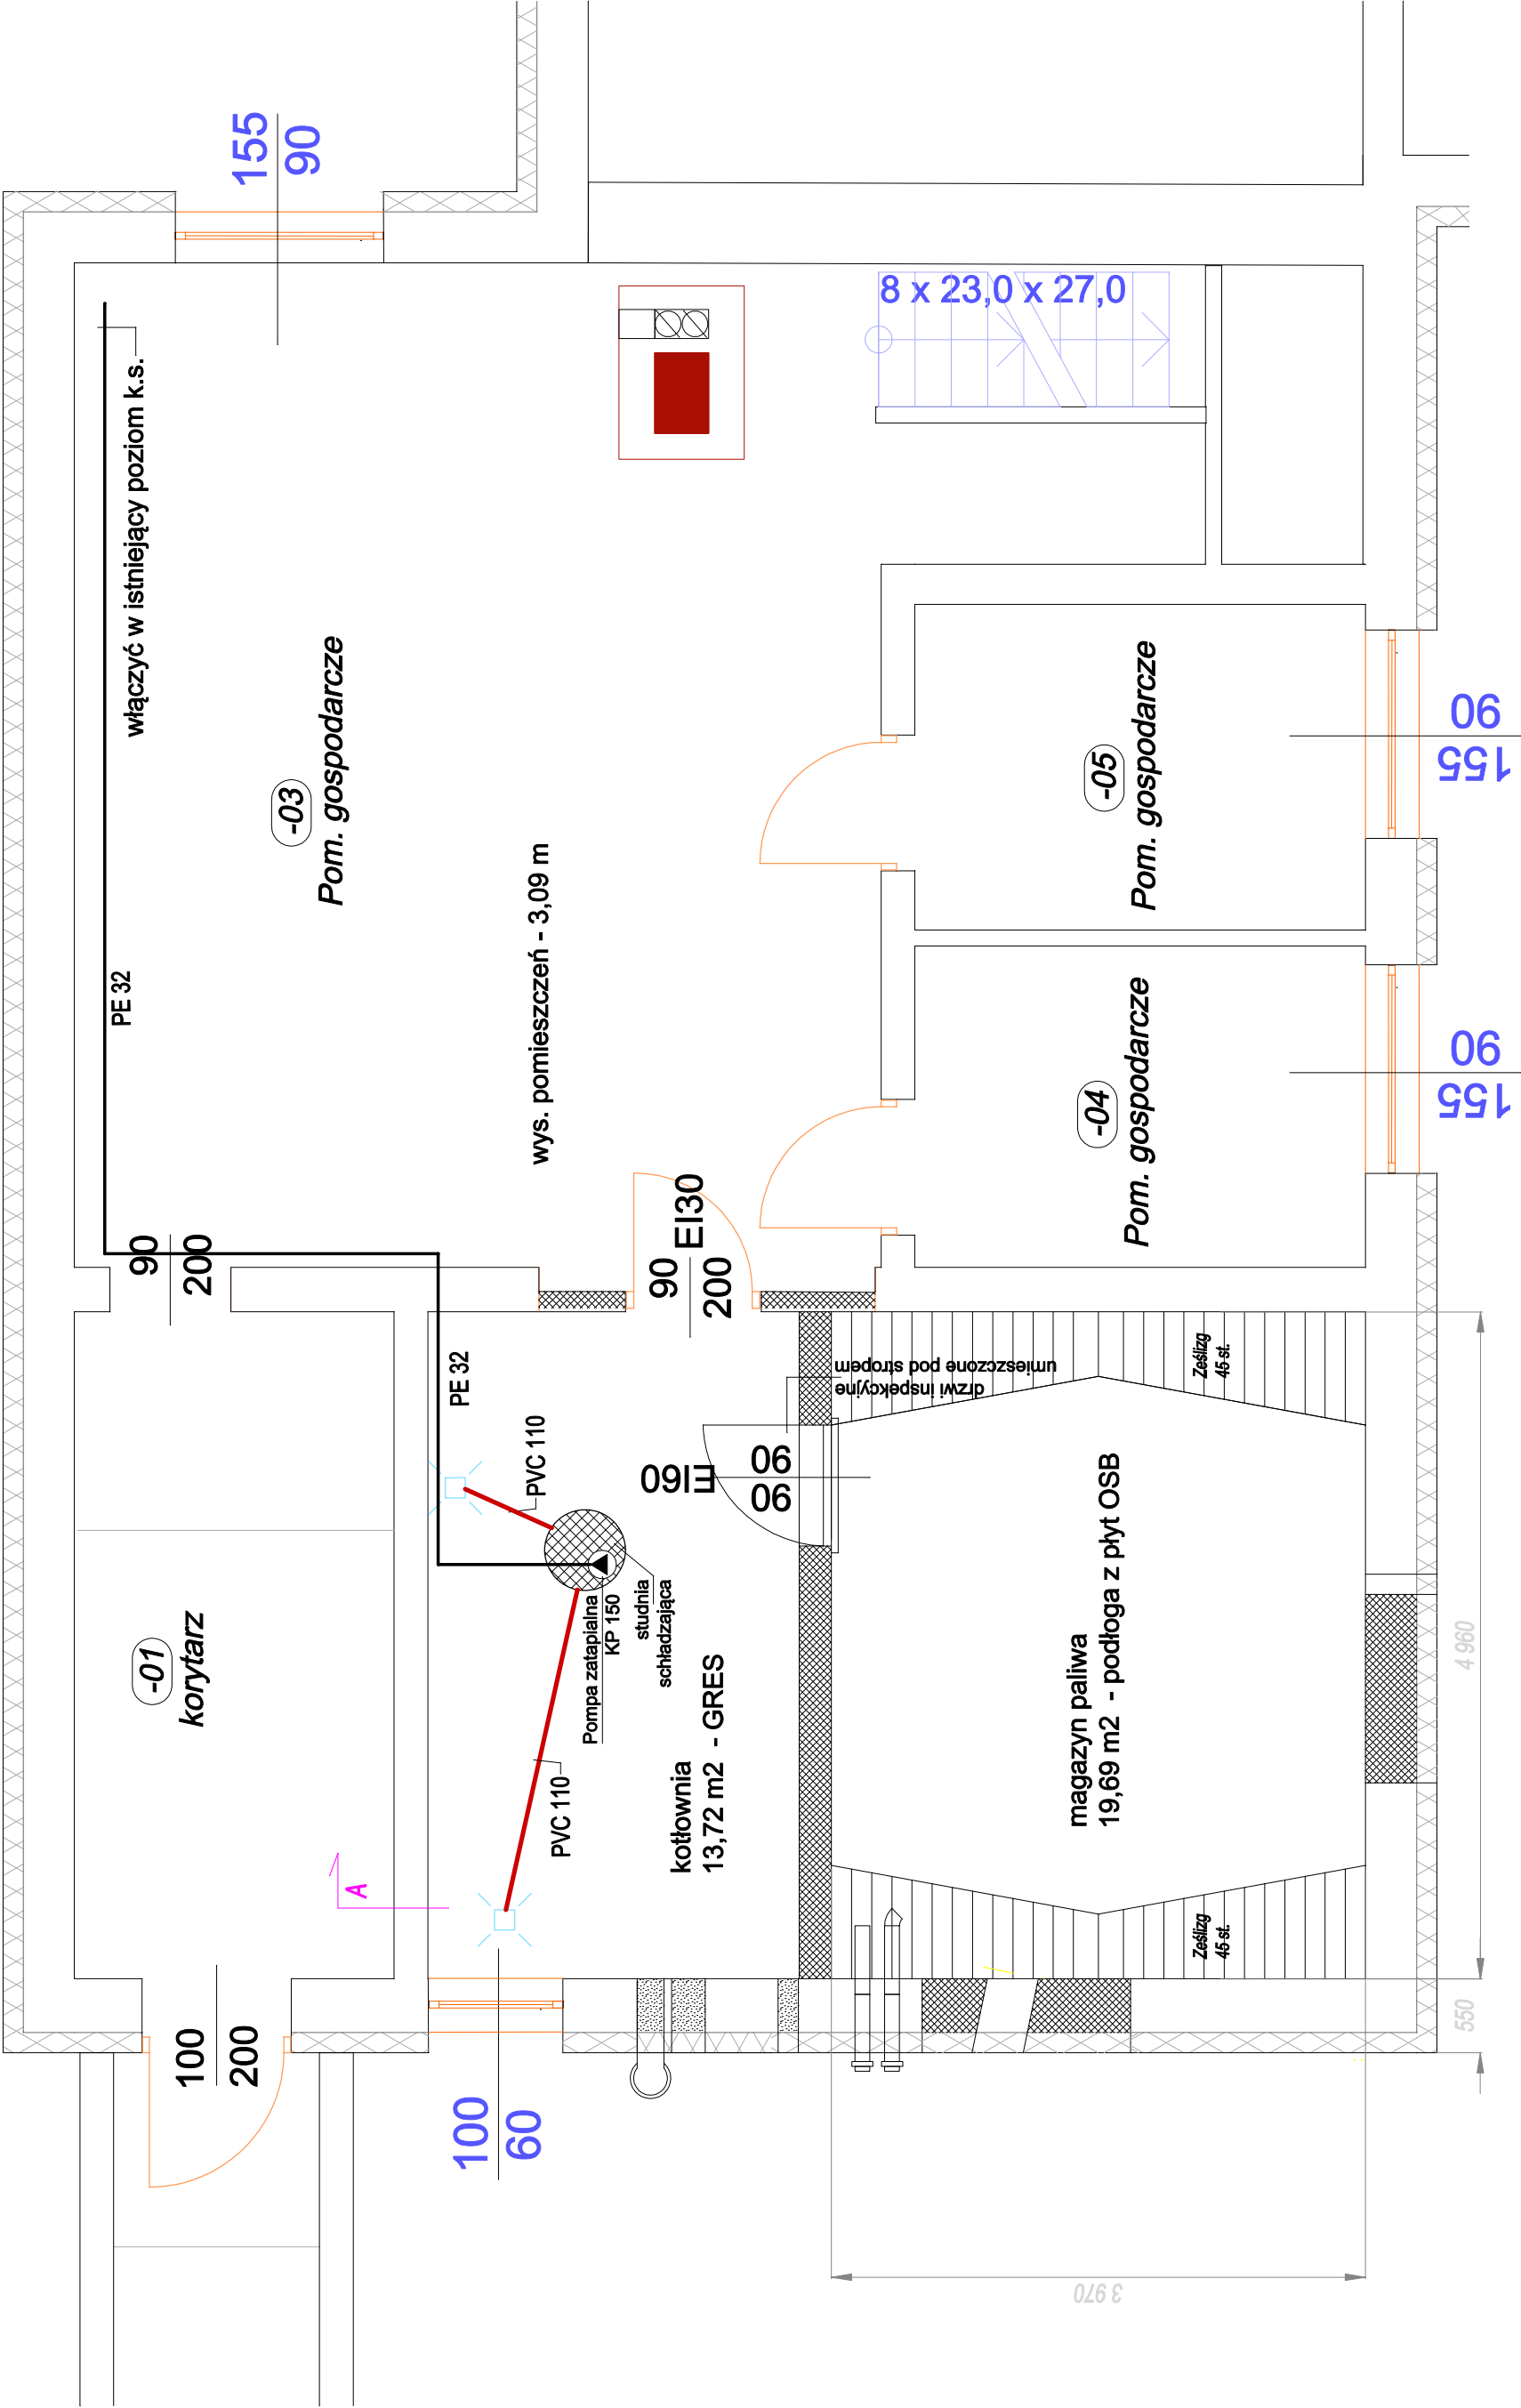 155
90
włączyć w istniejący poziom k.s.
8 x 23,0 x 27,0
-03
Pom. gospodarcze
PE 32
wys. pomieszczeń - 3,09 m
-05
Pom. gospodarcze
90
155
-04
Pom. gospodarcze
90
155
90
200
EI30
90
200
PE 32
PVC 110
drzwi inspekcyjne
umieszczone pod stropem
Ześlizg
45 st.
EI60
90
90
-01
korytarz
Pompa zatapialna
KP 150
studnia
schładzająca
PVC 110
kotłownia
13,72 m2 - GRES
magazyn paliwa
19,69 m2 - podłoga z płyt OSB
4 960
A
Ześlizg
45 st.
550
100
200
100
60
3 970